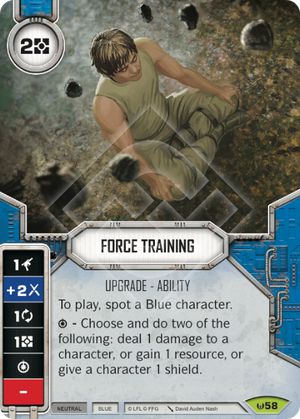 2
FORCE TRAINING
UPGRADE - ABILITY
To play, spot a Blue character.
- Choose and do two of the
following: deal 1 damage to a
character, or gain 1 resource, or
give a character 1 shield.
1
+2 X
1
1
-
NEUTRAL
BLUE
© LFL © FFG
David Auden Nash
58